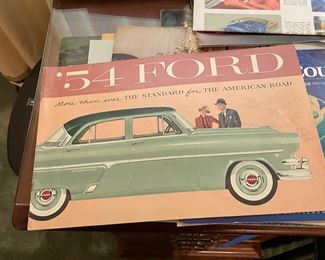 '54 FORD
More than ever THE STANDARD for THE AMERICAN ROAD